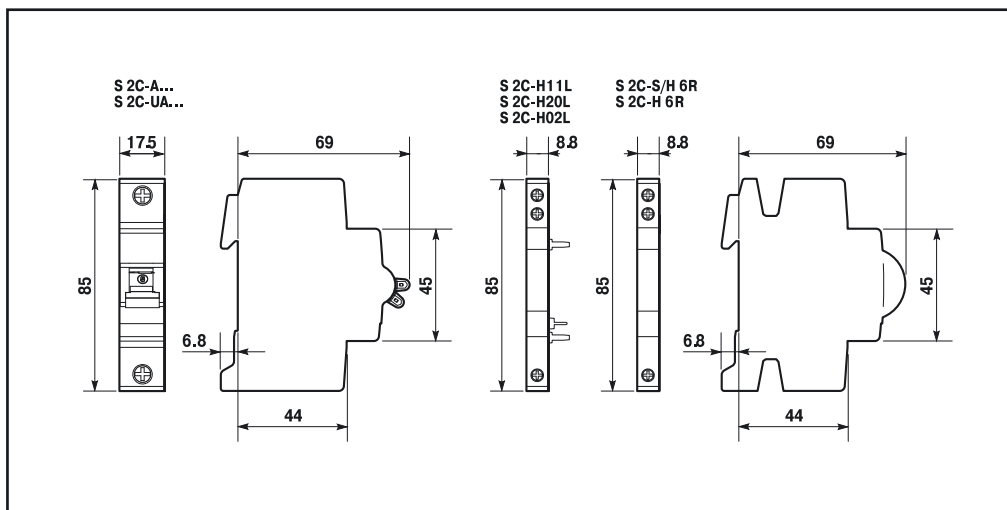 S 2C-A...
S 2C-UA...
S 2C-H11L
S 2C-H20L
S 2C-H02L
S 2C-S/H 6R
S 2C-H 6R
17.5
69
8.8
8.8
69
85
45
85
85
45
6.8
6.8
44
44